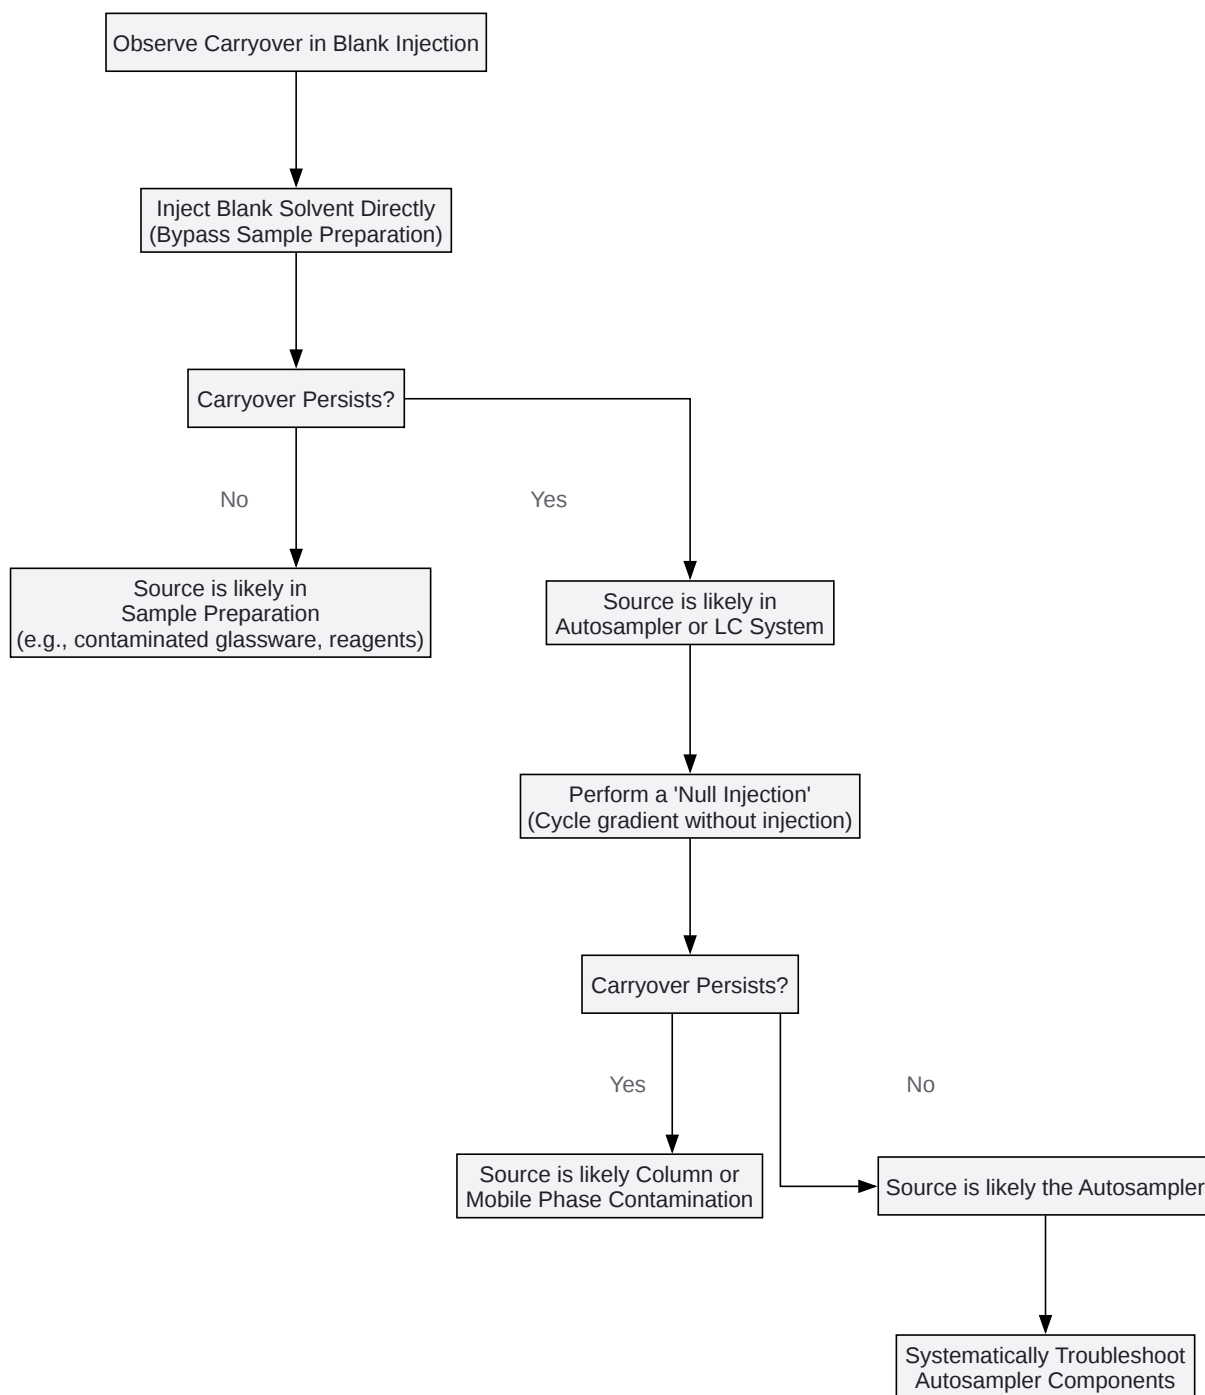 Observe Carryover in Blank Injection
Inject Blank Solvent Directly
(Bypass Sample Preparation)
Carryover Persists?
No
Yes
Source is likely in
Sample Preparation
(e.g., contaminated glassware, reagents)
Source is likely in
Autosampler or LC System
Perform a 'Null Injection'
(Cycle gradient without injection)
Carryover Persists?
Yes
No
Source is likely Column or
Mobile Phase Contamination
Source is likely the Autosampler
Systematically Troubleshoot
Autosampler Components